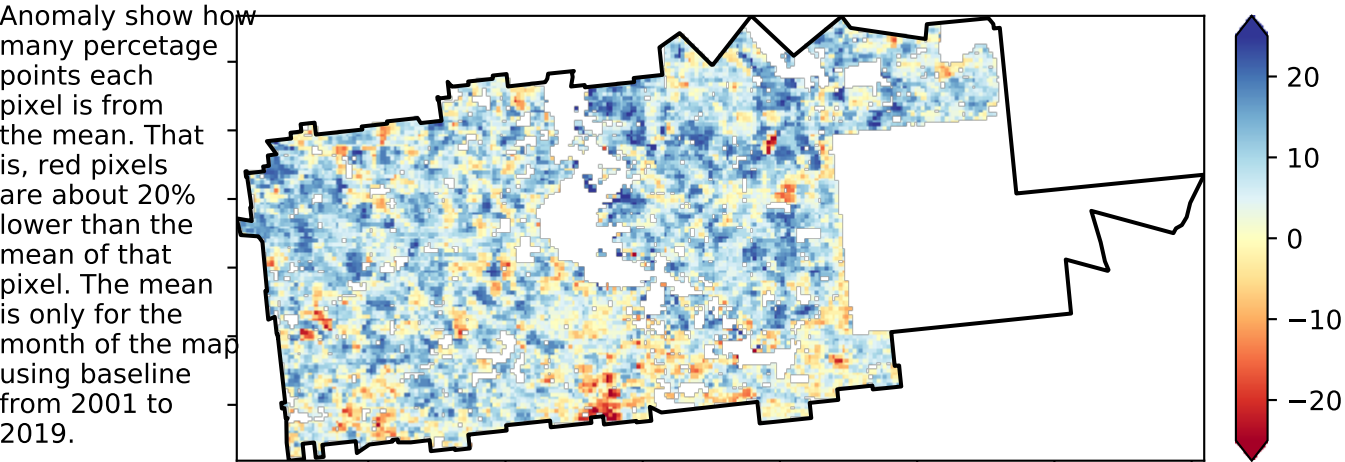 Anomaly show how
many percetage
points each
pixel is from
the mean. That
is, red pixels
are about 20%
lower than the
mean of that
pixel. The mean
is only for the
month of the map
using baseline
from 2001 to
2019.
20
10
0
−10
−20